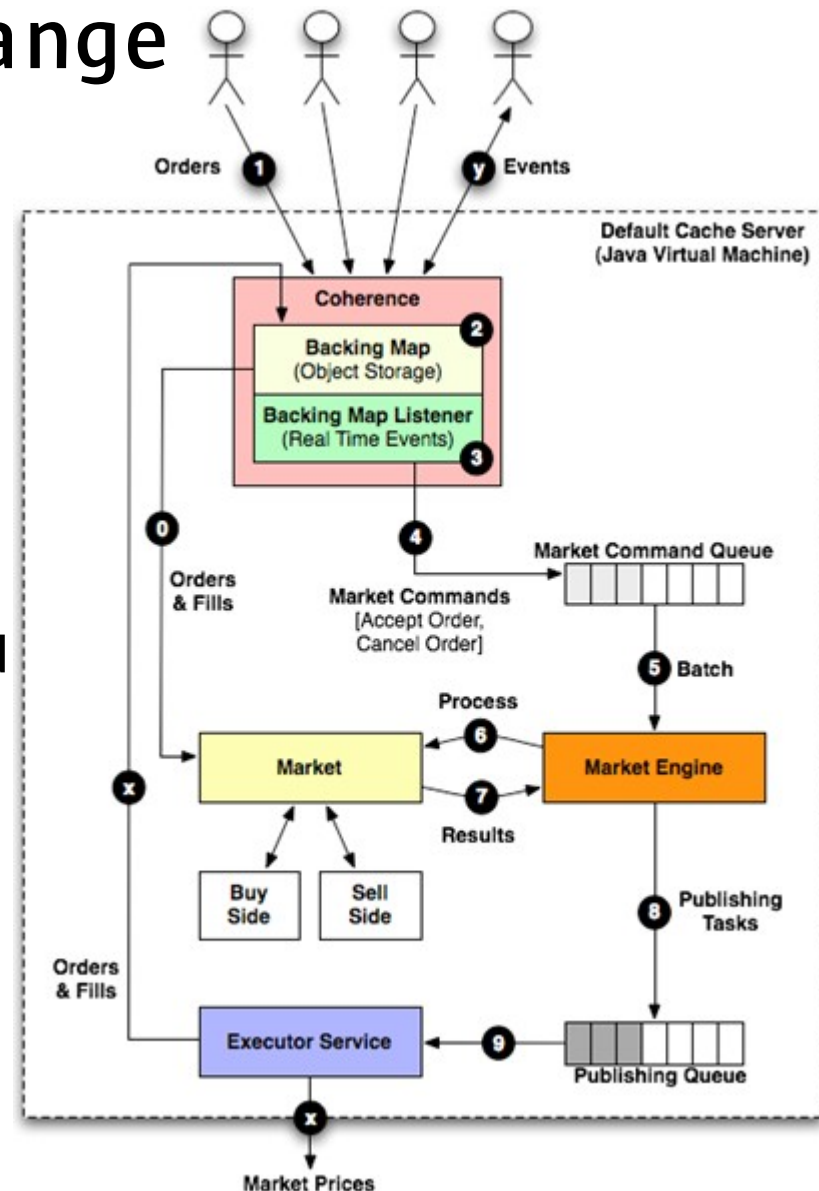 ange
Orders
1
y
Events
Default Cache Server
(Java Virtual Machine)
Coherence
2
Backing Map
(Object Storage)
Backing Map Listener
(Real Time Events)
3
0
4
Market Command Queue
Orders
& Fills
Market Commands
[Accept Order,
Cancel Order]
5
Batch
Process
6
Market
Market Engine
x
7
Results
Buy
Side
Sell
Side
8
Publishing
Tasks
Orders
& Fills
Executor Service
9
Publishing Queue
x
Market Prices